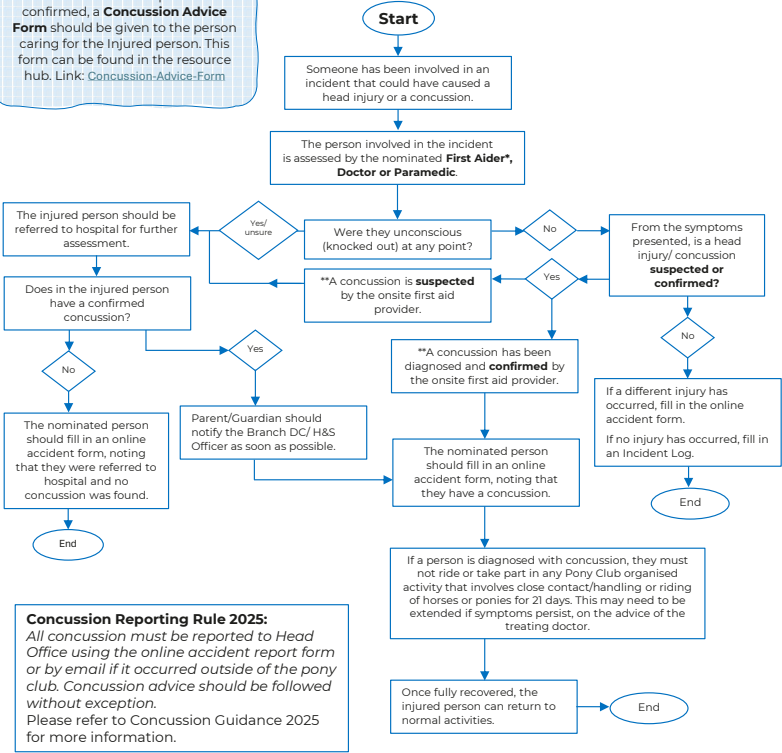 confirmed, a Concussion Advice
Form should be given to the person
caring for the Injured person. This
form can be found in the resource
hub. Link: Concussion-Advice-Form
Start
Someone has been involved in an
incident that could have caused a
head injury or a concussion.
The person involved in the incident
is assessed by the nominated First Aider*,
Doctor or Paramedic.
Were they unconscious
(knocked out) at any point?
Yes/
unsure
The injured person should be
referred to hospital for further
assessment.
No
From the symptoms
presented, is a head
injury/ concussion
suspected or
confirmed?
Yes
**A concussion is suspected
by the onsite first aid
provider.
Does in the injured person
have a confirmed
concussion?
No
Yes
**A concussion has been
diagnosed and confirmed by
the onsite first aid provider.
No
If a different injury has
occurred, fill in the online
accident form.
If no injury has occurred, fill in
an Incident Log.
End
The nominated person
should fill in an online
accident form, noting
that they were referred to
hospital and no
concussion was found.
End
Parent/Guardian should
notify the Branch DC/ H&S
Officer as soon as possible.
The nominated person
should fill in an online
accident form, noting that
they have a concussion.
If a person is diagnosed with concussion, they must
not ride or take part in any Pony Club organised
activity that involves close contact/handling or riding
of horses or ponies for 21 days. This may need to be
extended if symptoms persist, on the advice of the
treating doctor.
Once fully recovered, the
injured person can return to
normal activities.
End
Concussion Reporting Rule 2025:
All concussion must be reported to Head
Office using the online accident report form
or by email if it occurred outside of the pony
club. Concussion advice should be followed
without exception.
Please refer to Concussion Guidance 2025
for more information.